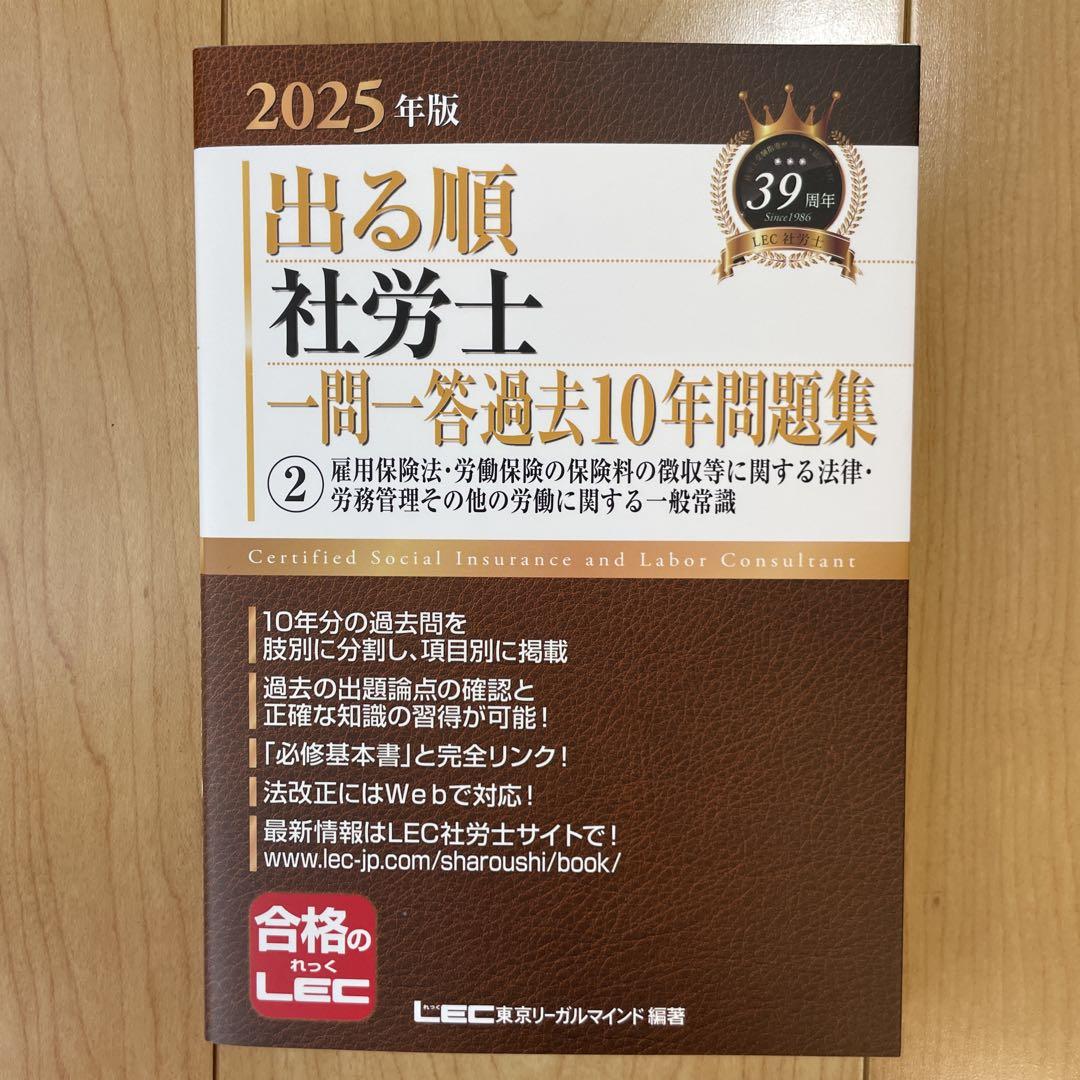 2025年版
39周年
Since1986
LEC 社労士
出る順
社労士
一問一答過去10年問題集
②
雇用保険法・労働保険の保険料の徴収等に関する法律・
労務管理その他の労働に関する一般常識
Certified Social Insurance and Labor Consultant
10年分の過去問を
肢別に分割し、項目別に掲載
過去の出題論点の確認と
正確な知識の習得が可能！
「必修基本書」と完全リンク！
法改正にはWebで対応！
最新情報はLEC社労士サイトで！
www.lec-jp.com/sharoushi/book/
合格の
れっく
LEC
れっく
LEC東京リーガルマインド 編著